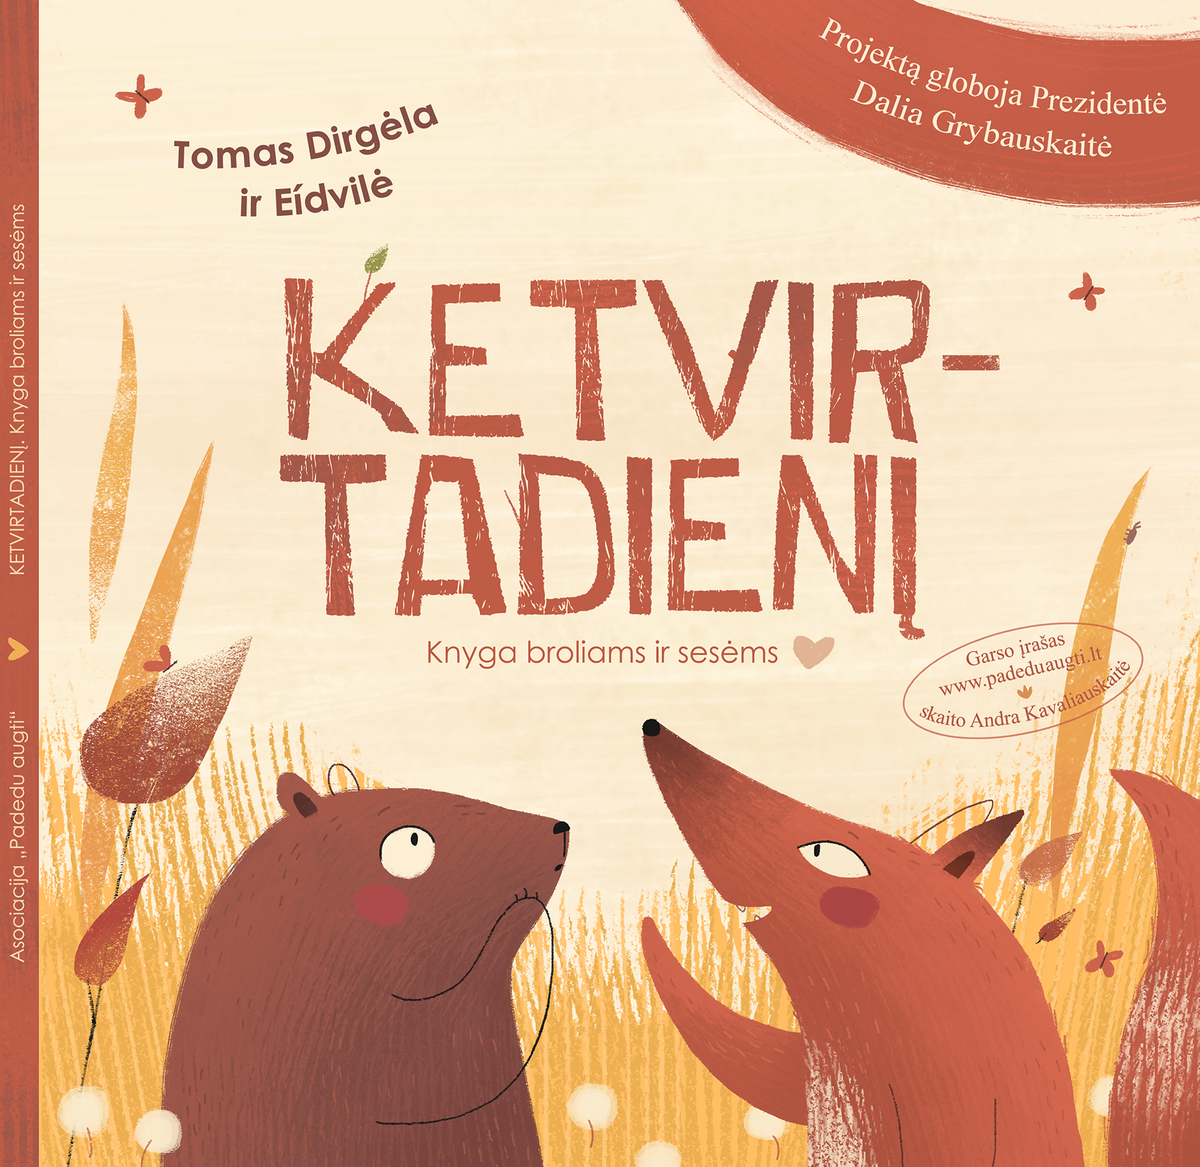 Projektą globoja Prezidentė
Dalia Grybauskaitė
Tomas Dirgėla
ir Eídvilė
KETVIR-
TADIENĮ
Knyga broliams ir sesėms
Garso įrašas
www.padeduaugti.lt
skaito Andra Kavaliauskaitė
KETVIRTADIENĮ. Knyga broliams ir sesėms
Asociacija „Padedu augti“